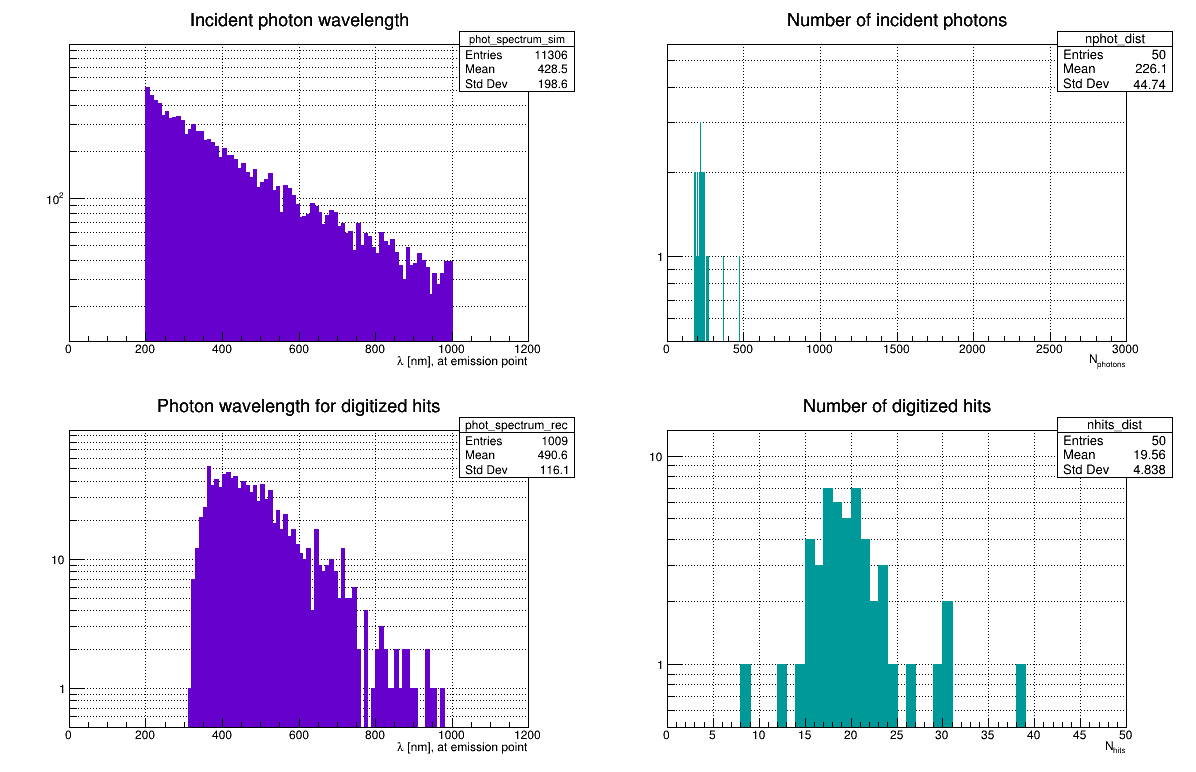 Incident photon wavelength
phot_spectrum_sim
Entries 11306
Mean 428.5
Std Dev 198.6
10²
0 200 400 600 800 1000 1200
λ [nm], at emission point
Number of incident photons
nphot_dist
Entries 50
Mean 226.1
Std Dev 44.74
1
0 500 1000 1500 2000 2500 3000
Nphotons
Photon wavelength for digitized hits
phot_spectrum_rec
Entries 1009
Mean 490.6
Std Dev 116.1
10
1
0 200 400 600 800 1000 1200
λ [nm], at emission point
Number of digitized hits
nhits_dist
Entries 50
Mean 19.56
Std Dev 4.838
10
1
0 5 10 15 20 25 30 35 40 45 50
Nhits